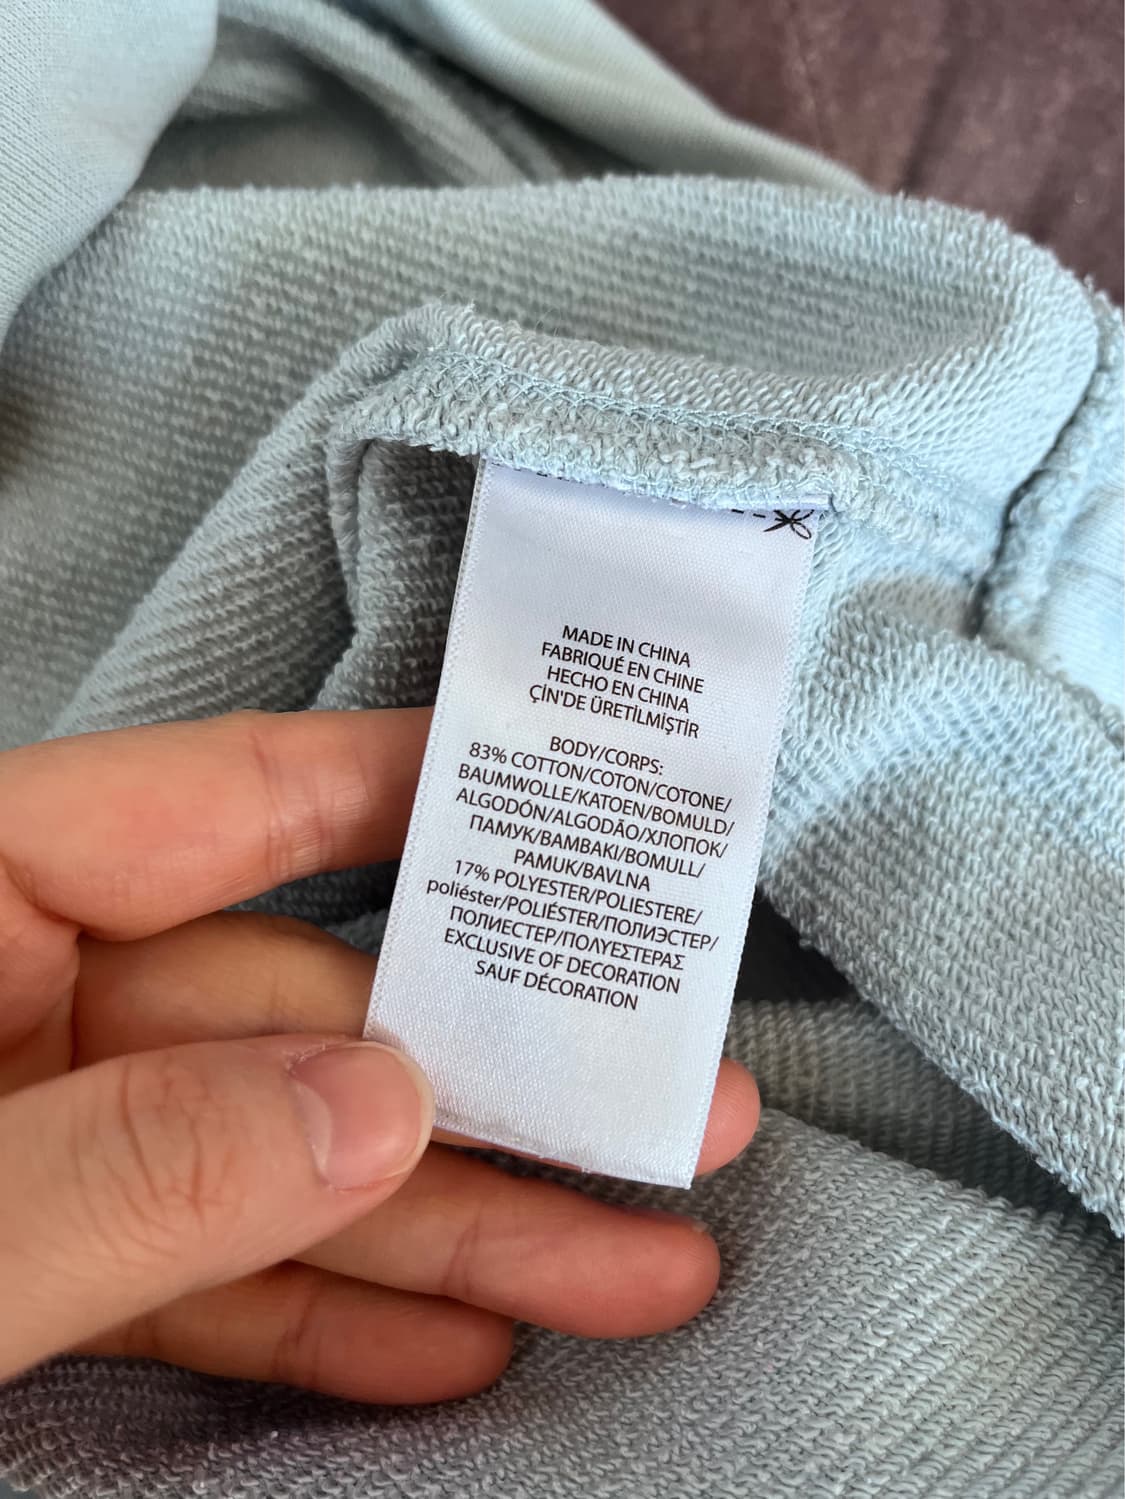 MADE IN CHINA
FABRIQUÉ EN CHINE
HECHO EN CHINA
ÇİN'DE ÜRETİLMİŞTİR
BODY/CORPS:
83% COTTON/COTON/COTONE/
BAUMWOLLE/KATOEN/BOMULD/
ALGODÓN/ALGODÃO/ХЛОПОК/
ПАМУК/ΒΑΜΒΑΚΙ/BOMULL/
PAMUK/BAVLNA
17% POLYESTER/POLIESTERE/
poliéster/POLIÉSTER/ПОЛИЭСТЕР/
ПОЛИЕСТЕР/ΠΟΛΥΕΣΤΕΡΑΣ
EXCLUSIVE OF DECORATION
SAUF DÉCORATION